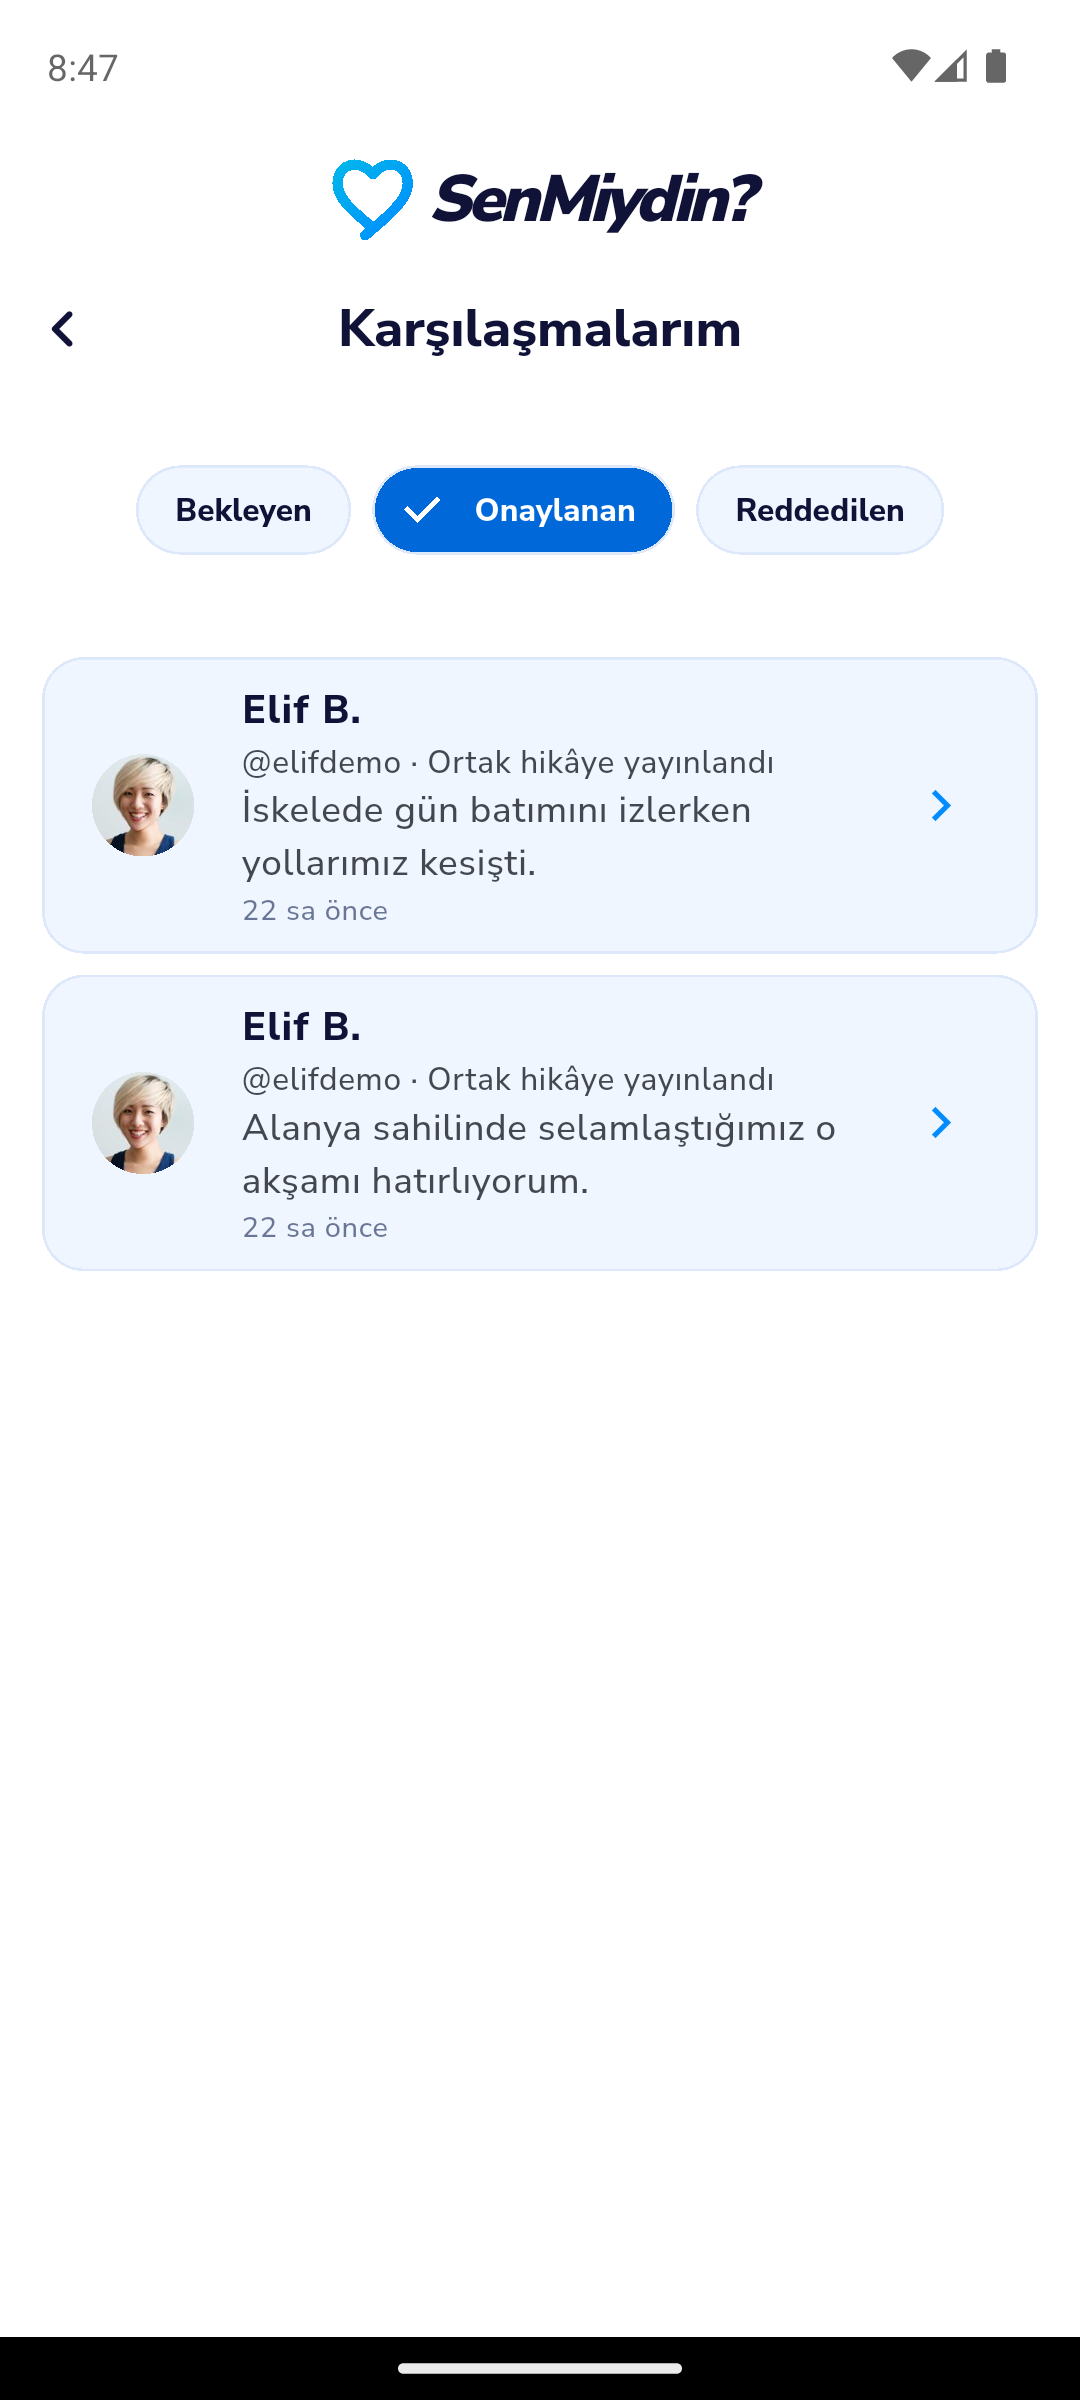 8:47
SenMiydin?
Karşılaşmalarım
Bekleyen
Onaylanan
Reddedilen
Elif B.
@elifdemo · Ortak hikâye yayınlandı
İskelede gün batımını izlerken
yollarımız kesişti.
22 sa önce
Elif B.
@elifdemo · Ortak hikâye yayınlandı
Alanya sahilinde selamlaştığımız o
akşamı hatırlıyorum.
22 sa önce